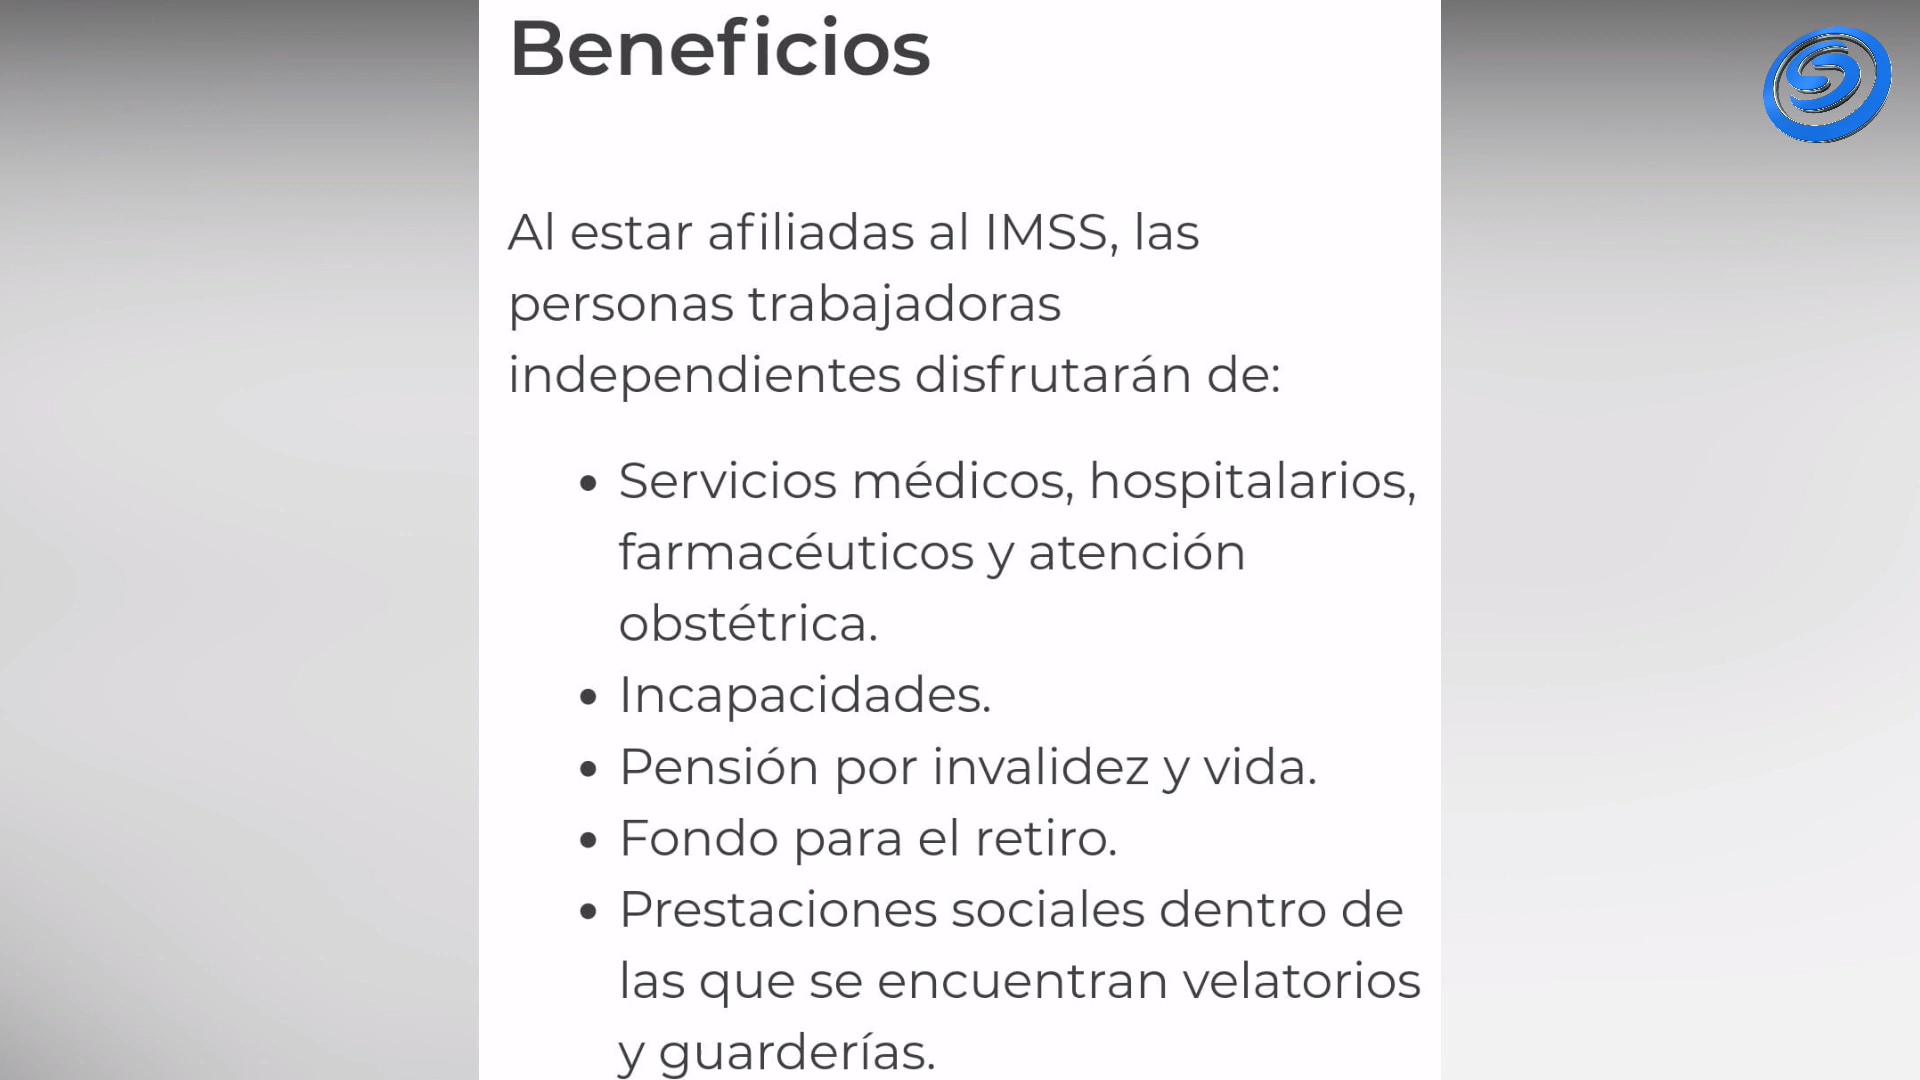 Beneficios
Al estar afiliadas al IMSS, las
personas trabajadoras
independientes disfrutarán de:
• Servicios médicos, hospitalarios,
farmacéuticos y atención
obstétrica.
• Incapacidades.
• Pensión por invalidez y vida.
• Fondo para el retiro.
• Prestaciones sociales dentro de
las que se encuentran velatorios
y guarderías.